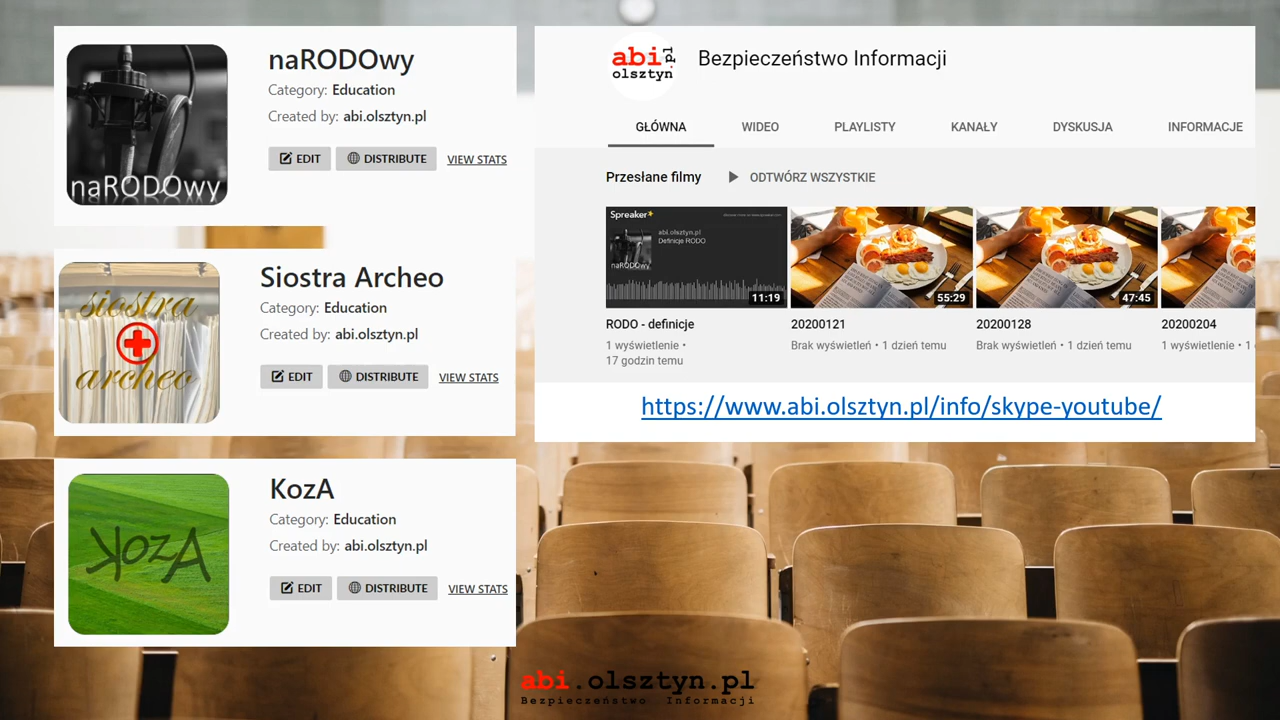 naRODOwy
naRODOwy
Category: Education
Created by: abi.olsztyn.pl
EDIT
DISTRIBUTE
VIEW STATS
siostra
archeo
Siostra Archeo
Category: Education
Created by: abi.olsztyn.pl
EDIT
DISTRIBUTE
VIEW STATS
KozA
KozA
Category: Education
Created by: abi.olsztyn.pl
EDIT
DISTRIBUTE
VIEW STATS
abi.pl
olsztyn
Bezpieczeństwo Informacji
GŁÓWNA WIDEO PLAYLISTY KANAŁY DYSKUSJA INFORMACJE
Przesłane filmy ODTWÓRZ WSZYSTKIE
Spreaker
abi.olsztyn.pl
Definicje RODO
naRODOwy
11:19
55:29
47:45
RODO - definicje
1 wyświetlenie •
17 godzin temu
20200121
Brak wyświetleń • 1 dzień temu
20200128
Brak wyświetleń • 1 dzień temu
20200204
1 wyświetlenie • 1
https://www.abi.olsztyn.pl/info/skype-youtube/
abi.olsztyn.pl
Bezpieczeństwo Informacji